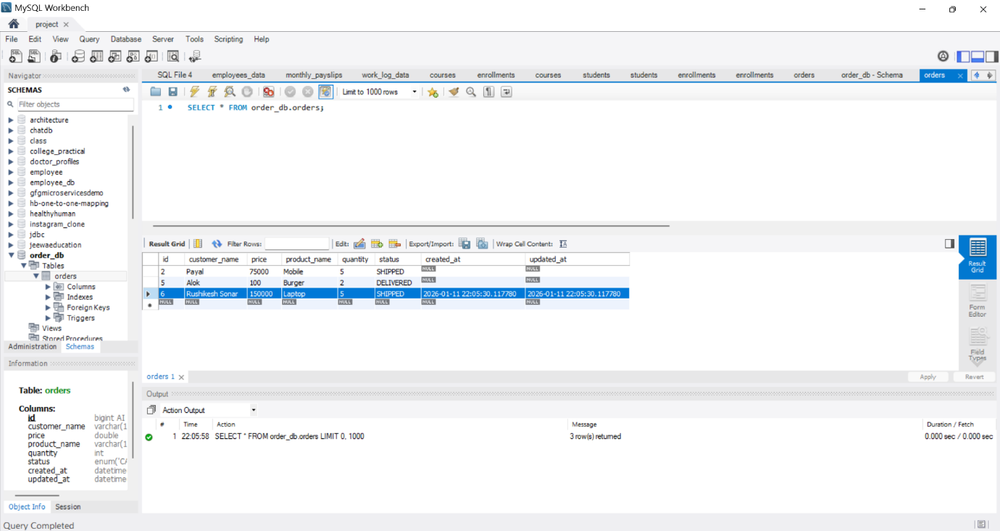 MySQL Workbench
project
File Edit View Query Database Server Tools Scripting Help
Navigator
SCHEMAS
Filter objects
architecture
chatdb
class
college_practical
doctor_profiles
employee
employee_db
gfgmicroservicesdemo
hb-one-to-one-mapping
healthyhuman
instagram_clone
jdbc
jeewaeducation
order_db
Tables
orders
Columns
Indexes
Foreign Keys
Triggers
Views
Stored Procedures
Administration Schemas
Information
Table: orders
Columns:
id bigint AI
customer_name varchar(1
price double
product_name varchar(1
quantity int
status enum('CA
created_at datetime
updated_at datetime
Object Info Session
Query Completed
SQL File 4 employees_data monthly_payslips work_log_data courses enrollments courses students students enrollments enrollments orders order_db - Schema orders
Limit to 1000 rows
1 SELECT * FROM order_db.orders;
Result Grid Filter Rows: Edit: Export/Import: Wrap Cell Content:
id customer_name price product_name quantity status created_at updated_at
2 Payal 75000 Mobile 5 SHIPPED NULL NULL
5 Alok 100 Burger 2 DELIVERED NULL NULL
6 Rushikesh Sonar 150000 Laptop 5 SHIPPED 2026-01-11 22:05:30.117780 2026-01-11 22:05:30.117780
NULL NULL NULL NULL NULL NULL NULL NULL
Result
Grid
Form
Editor
Field
Types
orders 1 Apply Revert
Output
Action Output
# Time Action Message Duration / Fetch
1 22:05:58 SELECT * FROM order_db.orders LIMIT 0, 1000 3 row(s) returned 0.000 sec / 0.000 sec